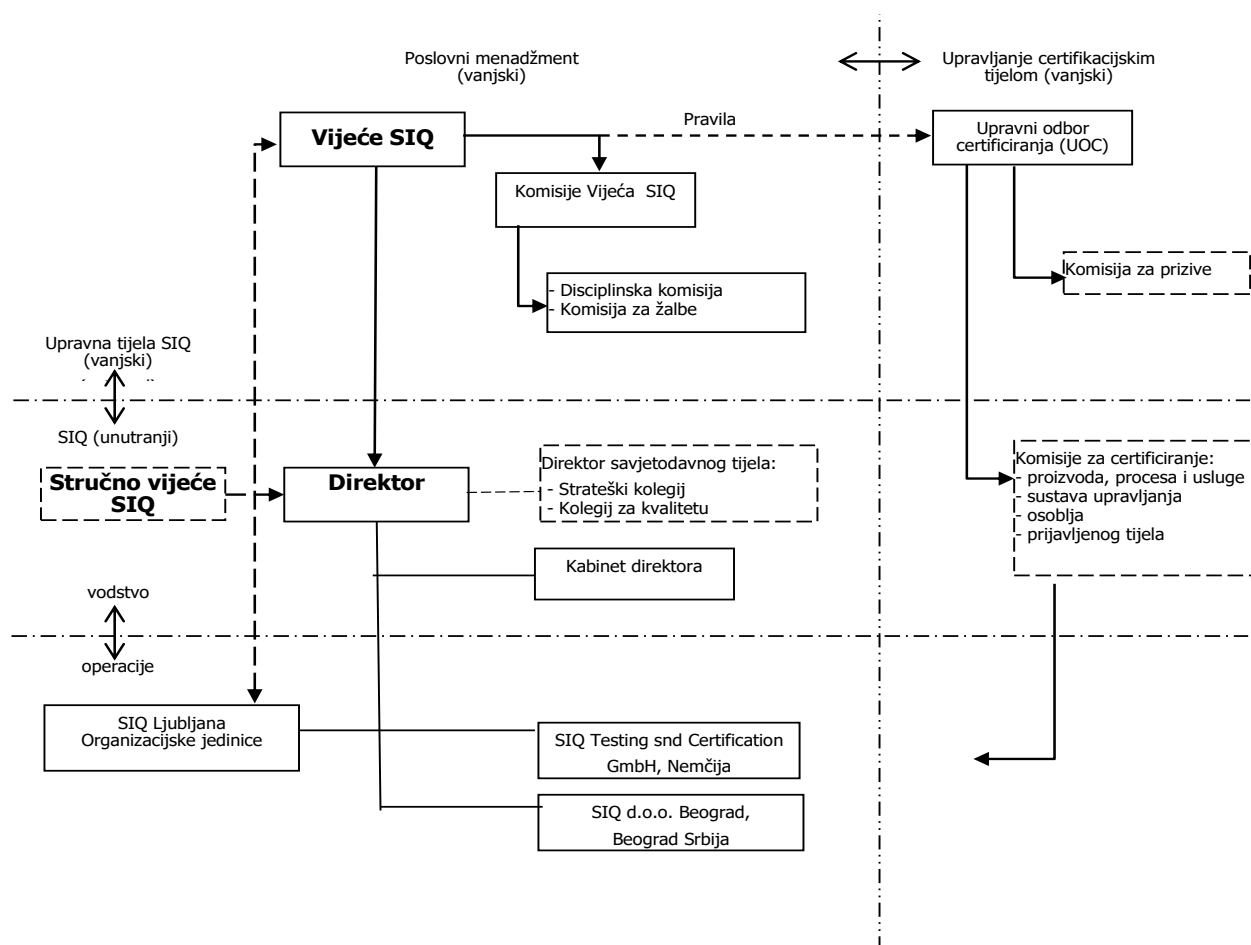 Poslovni menadžment
(vanjski)
Upravljanje certifikacijskim
tijelom (vanjski)
Vijeće SIQ
Pravila
Upravni odbor
certificiranja (UOC)
Komisije Vijeća  SIQ
Komisija za prizive
- Disciplinska komisija
- Komisija za žalbe
Upravna tijela SIQ
(vanjski)
SIQ (unutranji)
Stručno vijeće
SIQ
Direktor
Direktor savjetodavnog tijela:
- Strateški kolegij
- Kolegij za kvalitetu
Komisije za certificiranje:
- proizvoda, procesa i usluge
- sustava upravljanja
- osoblja
- prijavljenog tijela
Kabinet direktora
vodstvo
operacije
SIQ Ljubljana
Organizacijske jedinice
SIQ Testing snd Certification
GmbH, Nemčija
SIQ d.o.o. Beograd,
Beograd Srbija